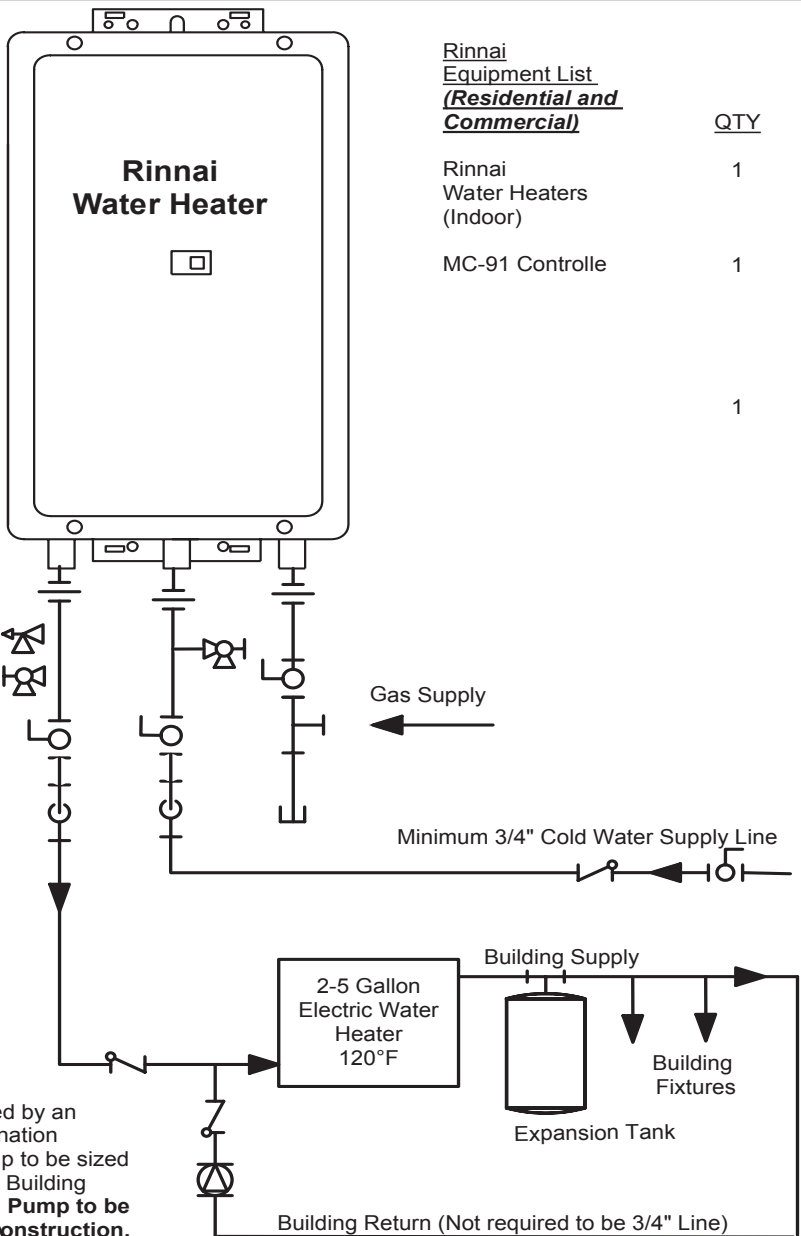 Rinnai
Water Heater
Rinnai
Equipment List
(Residential and
Commercial)
QTY
Rinnai
Water Heaters
(Indoor)
1
MC-91 Controlle
1
1
Gas Supply
Minimum 3/4" Cold Water Supply Line
2-5 Gallon
Electric Water
Heater
120°F
Building Supply
Building
Fixtures
Expansion Tank
ed by an
nation
p to be sized
Building
Pump to be
onstruction.
Building Return (Not required to be 3/4" Line)